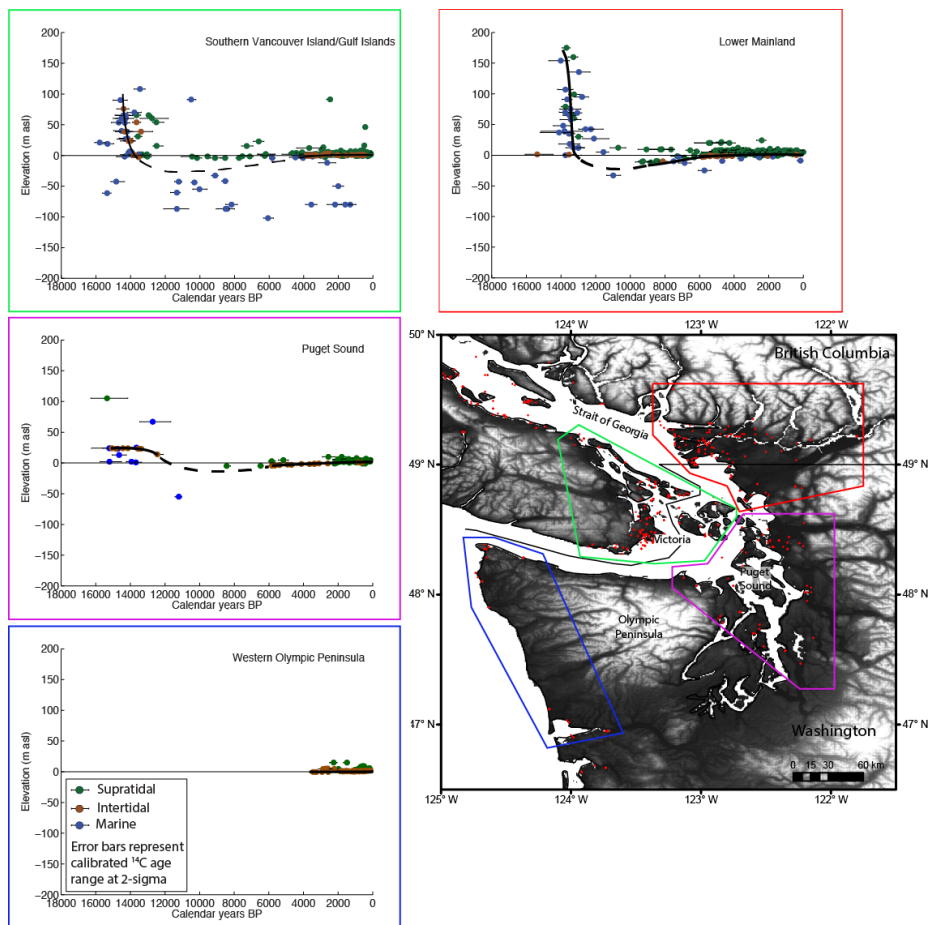 Southern Vancouver Island/Gulf Islands
Elevation (m asl)
200
150
100
50
0
−50
−100
−150
−200
18000 16000 14000 12000 10000 8000 6000 4000 2000 0
Calendar years BP
Lower Mainland
Elevation (m asl)
200
150
100
50
0
−50
−100
−150
−200
18000 16000 14000 12000 10000 8000 6000 4000 2000 0
Calendar years BP
Puget Sound
Elevation (m asl)
200
150
100
50
0
−50
−100
−150
−200
18000 16000 14000 12000 10000 8000 6000 4000 2000 0
Calendar years BP
Western Olympic Peninsula
Elevation (m asl)
200
150
100
50
0
−50
−100
−150
−200
18000 16000 14000 12000 10000 8000 6000 4000 2000 0
Calendar years BP
Supratidal
Intertidal
Marine
Error bars represent
calibrated ¹⁴C age
range at 2-sigma
124° W 123° W 122° W
50° N
British Columbia
Strait of Georgia
49° N
Victoria
Puget
Sound
48° N
Olympic
Peninsula
47° N
Washington
0 15 30 60 km
125° W 124° W 123° W 122° W